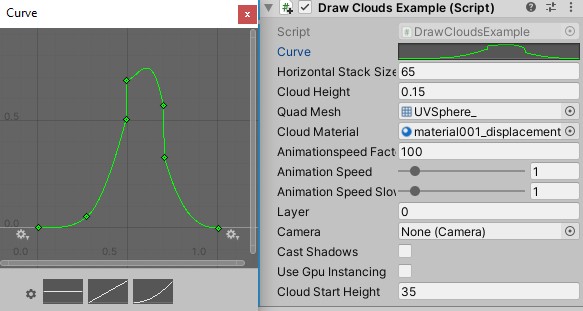 Curve
x
0.5
0.0
0.0
0.5
1.0
Draw Clouds Example (Script)
Script
DrawCloudsExample
Curve
Horizontal Stack Size 65
Cloud Height 0.15
Quad Mesh UVSphere_
Cloud Material material001_displacement
Animationspeed Fact 100
Animation Speed 1
Animation Speed Slov 1
Layer 0
Camera None (Camera)
Cast Shadows
Use Gpu Instancing
Cloud Start Height 35